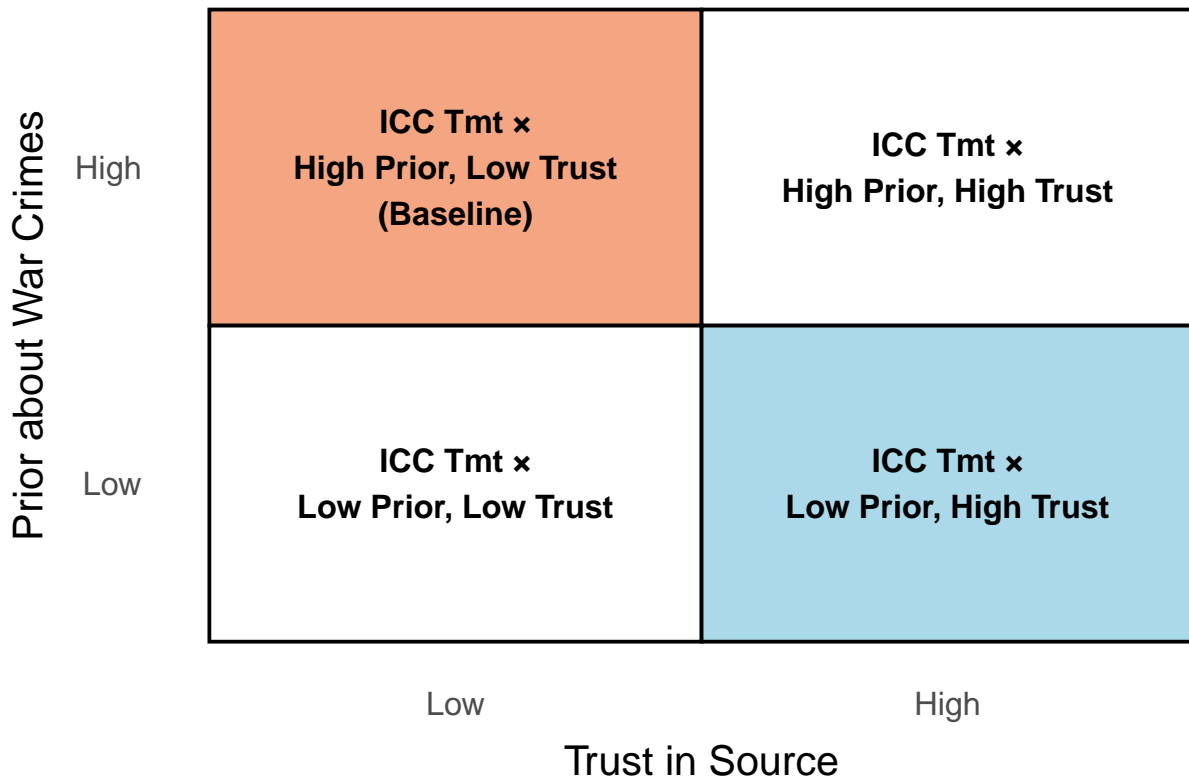 Prior about War Crimes
High
ICC Tmt ×
High Prior, Low Trust
(Baseline)
ICC Tmt ×
High Prior, High Trust
Low
ICC Tmt ×
Low Prior, Low Trust
ICC Tmt ×
Low Prior, High Trust
Low
High
Trust in Source